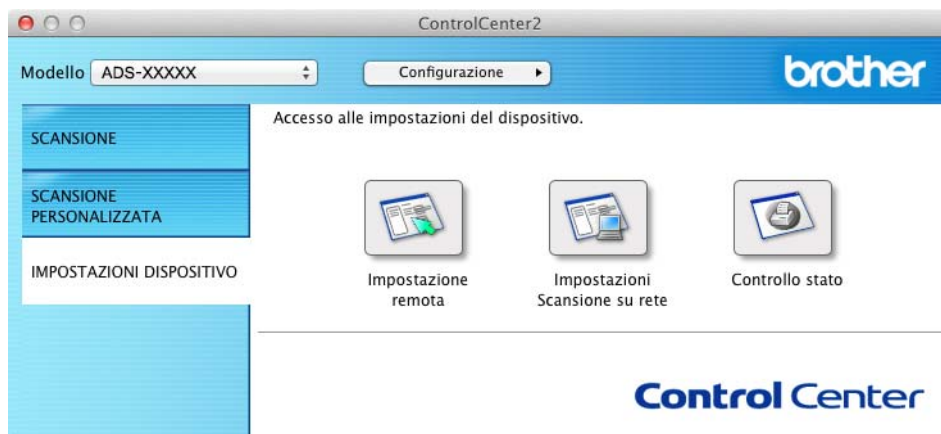 ControlCenter2
Modello ADS-XXXXX Configurazione
brother
SCANSIONE
SCANSIONE
PERSONALIZZATA
IMPOSTAZIONI DISPOSITIVO
Accesso alle impostazioni del dispositivo.
Impostazione
remota
Impostazioni
Scansione su rete
Controllo stato
Control Center